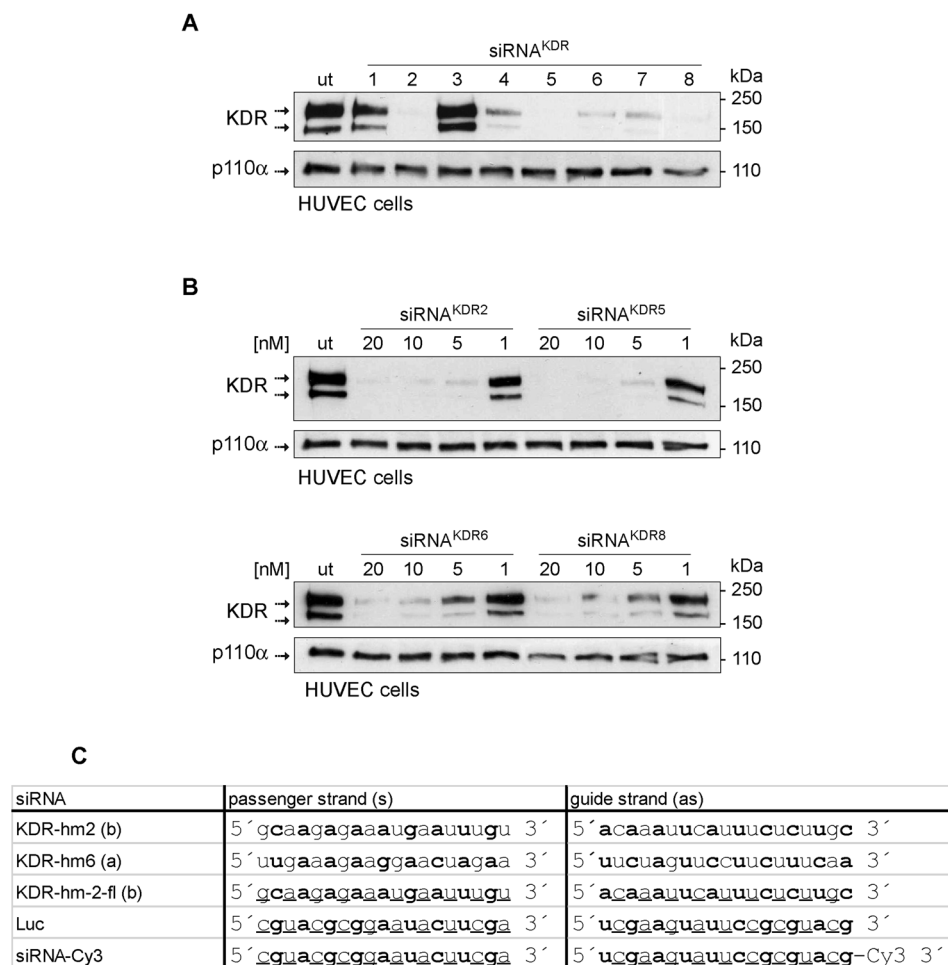 A
siRNA^KDR
ut 1 2 3 4 5 6 7 8 kDa
KDR 250
150
p110α 110
HUVEC cells
B
siRNA^KDR2 siRNA^KDR5
[nM] ut 20 10 5 1 20 10 5 1 kDa
KDR 250
150
p110α 110
HUVEC cells
siRNA^KDR6 siRNA^KDR8
[nM] ut 20 10 5 1 20 10 5 1 kDa
KDR 250
150
p110α 110
HUVEC cells
C
siRNA passenger strand (s) guide strand (as)
KDR-hm2 (b) 5´gcaagagaaaugaauuugu 3´ 5´acaaauucauuucucuugc 3´
KDR-hm6 (a) 5´uugaaagaaggaacuagaa 3´ 5´uucuaguuccuucuuucaa 3´
KDR-hm-2-fl (b) 5´gcaagagaaaugaauuugu 3´ 5´acaaauucauuucucuugc 3´
Luc 5´cguacgcggaauacuucga 3´ 5´ucgaaguauuccgcguacg 3´
siRNA-Cy3 5´cguacgcggaauacuucga 3´ 5´ucgaaguauuccgcguacg-Cy3 3´